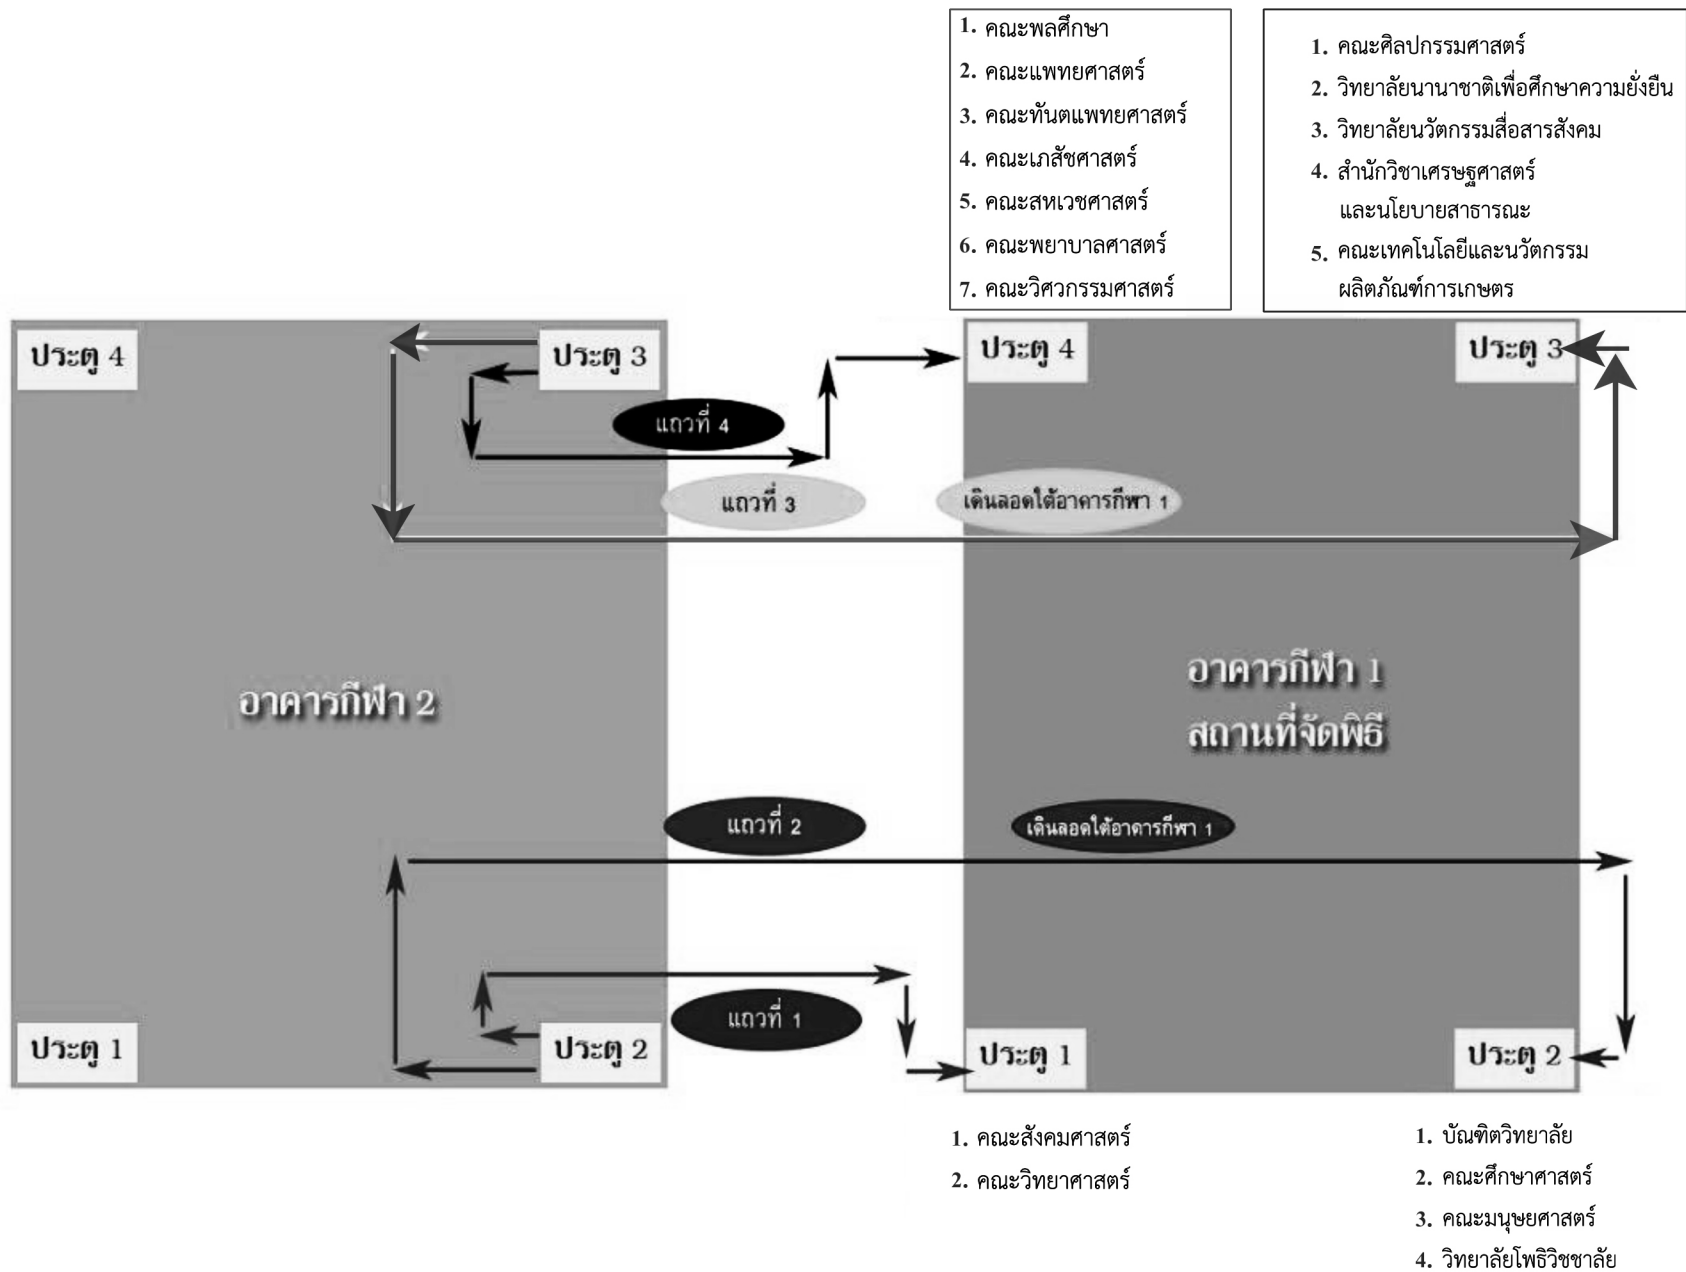 1. คณะพลศึกษา
2. คณะแพทยศาสตร์
3. คณะทันตแพทยศาสตร์
4. คณะเภสัชศาสตร์
5. คณะสหเวชศาสตร์
6. คณะพยาบาลศาสตร์
7. คณะวิศวกรรมศาสตร์
1. คณะศิลปกรรมศาสตร์
2. วิทยาลัยนานาชาติเพื่อศึกษาความยั่งยืน
3. วิทยาลัยนวัตกรรมสื่อสารสังคม
4. สำนักวิชาเศรษฐศาสตร์
และนโยบายสาธารณะ
5. คณะเทคโนโลยีและนวัตกรรม
ผลิตภัณฑ์การเกษตร
ประตู 4
ประตู 3
ประตู 4
ประตู 3
แถวที่ 4
แถวที่ 3
เดินลอดใต้อาคารกีฬา 1
อาคารกีฬา 2
อาคารกีฬา 1
สถานที่จัดพิธี
แถวที่ 2
เดินลอดใต้อาคารกีฬา 1
แถวที่ 1
ประตู 1
ประตู 2
ประตู 1
ประตู 2
1. คณะสังคมศาสตร์
2. คณะวิทยาศาสตร์
1. บัณฑิตวิทยาลัย
2. คณะศึกษาศาสตร์
3. คณะมนุษยศาสตร์
4. วิทยาลัยโพธิวิชชาลัย